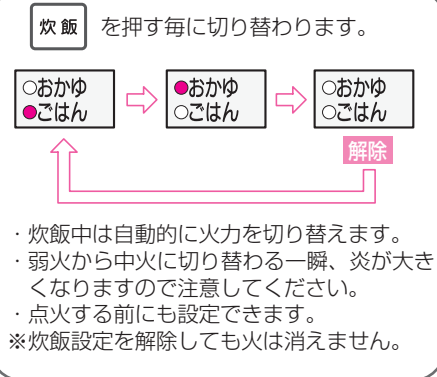 炊飯 を押す毎に切り替わります。
○おかゆ ●おかゆ ○おかゆ
●ごはん ○ごはん ○ごはん
解除
・炊飯中は自動的に火力を切り替えます。
・弱火から中火に切り替わる一瞬、炎が大き
くなりますので注意してください。
・点火する前にも設定できます。
※炊飯設定を解除しても火は消えません。